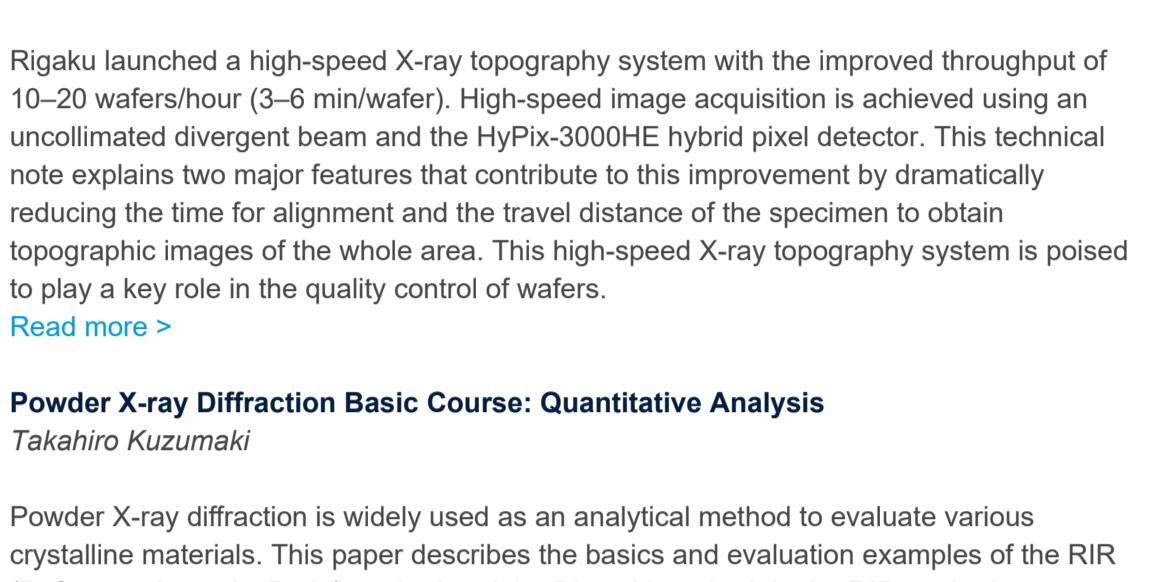 Rigaku launched a high-speed X-ray topography system with the improved throughput of
10–20 wafers/hour (3–6 min/wafer). High-speed image acquisition is achieved using an
uncollimated divergent beam and the HyPix-3000HE hybrid pixel detector. This technical
note explains two major features that contribute to this improvement by dramatically
reducing the time for alignment and the travel distance of the specimen to obtain
topographic images of the whole area. This high-speed X-ray topography system is poised
to play a key role in the quality control of wafers.
Read more >
Powder X-ray Diffraction Basic Course: Quantitative Analysis
Takahiro Kuzumaki
Powder X-ray diffraction is widely used as an analytical method to evaluate various
crystalline materials. This paper describes the basics and evaluation examples of the RIR